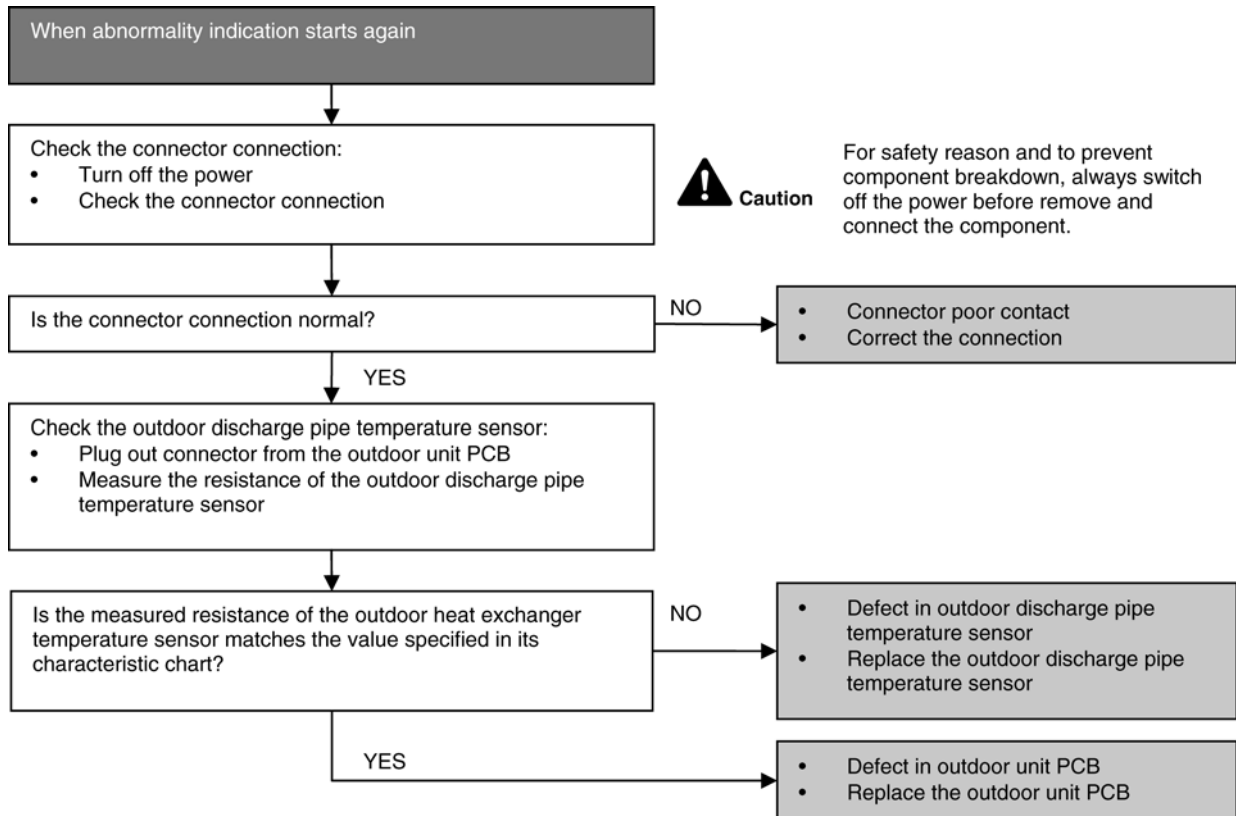 When abnormality indication starts again
Check the connector connection:
• Turn off the power
• Check the connector connection
Caution
For safety reason and to prevent
component breakdown, always switch
off the power before remove and
connect the component.
Is the connector connection normal?
NO
• Connector poor contact
• Correct the connection
YES
Check the outdoor discharge pipe temperature sensor:
• Plug out connector from the outdoor unit PCB
• Measure the resistance of the outdoor discharge pipe
temperature sensor
Is the measured resistance of the outdoor heat exchanger
temperature sensor matches the value specified in its
characteristic chart?
NO
• Defect in outdoor discharge pipe
temperature sensor
• Replace the outdoor discharge pipe
temperature sensor
YES
• Defect in outdoor unit PCB
• Replace the outdoor unit PCB